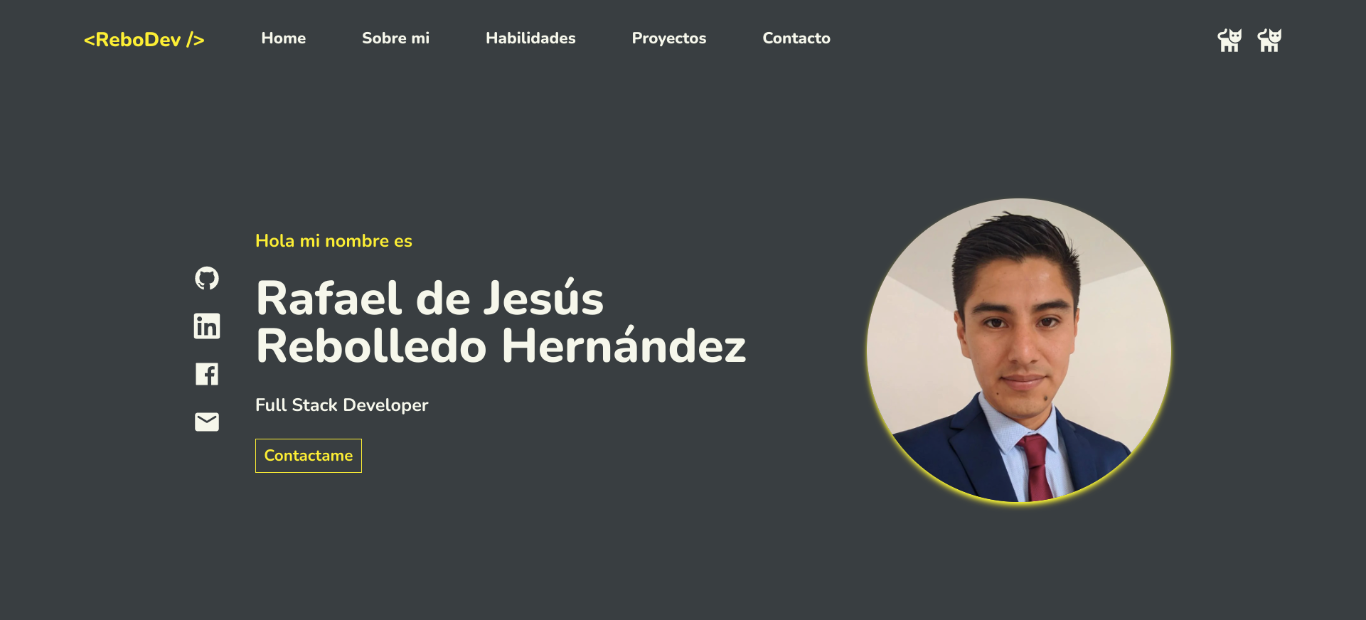 <ReboDev />
Home
Sobre mi
Habilidades
Proyectos
Contacto
Hola mi nombre es
Rafael de Jesús
Rebolledo Hernández
Full Stack Developer
Contactame